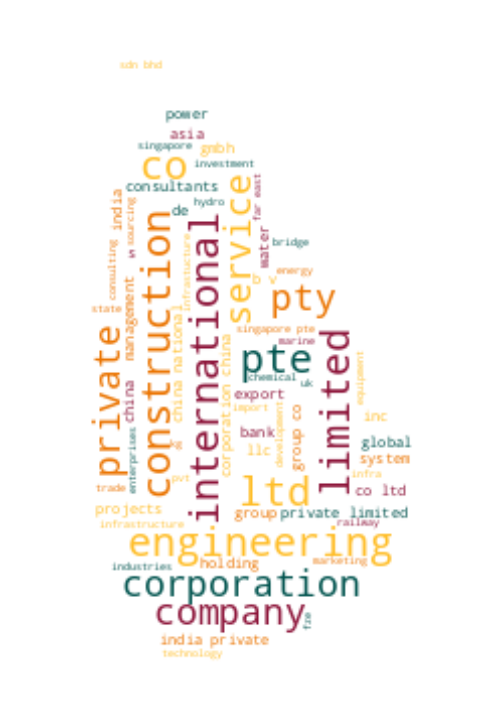 sdn bhd
power
asia
singapore
gmbh
co
investment
consultants
hydro
de
india
sourcing
s
consulting
construction
international
service
far east
water
bridge
infrastructure
energy
b v
pty
state
management
china national
singapore pte
marine
private
pte
limited
chemical
uk
equipment
corporation china
china
export
import
inc
enterprises
kg
bank
llc
development
group co
global
system
trade
pvt
ltd
infra
co ltd
projects
group
private limited
infrastructure
railway
engineering
industries
holding
marketing
corporation
company
fze
india private
technology